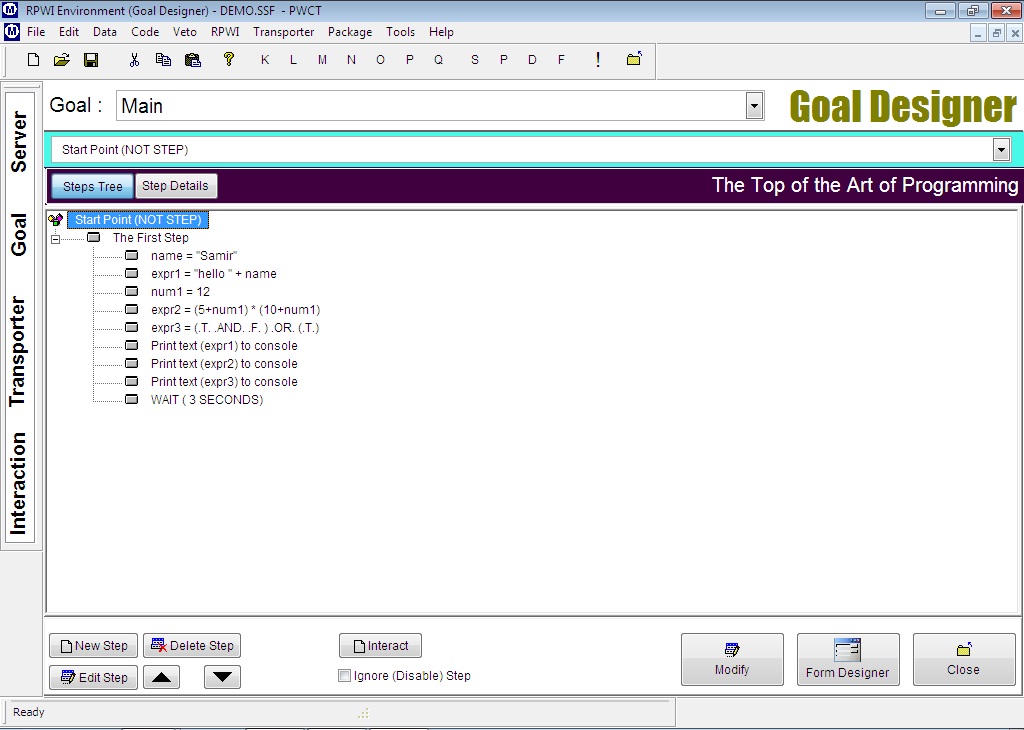 RPWI Environment (Goal Designer) - DEMO.SSF - PWCT
File Edit Data Code Veto RPWI Transporter Package Tools Help
K L M N O P Q S P D F !
Goal : Main
Goal Designer
Start Point (NOT STEP)
Steps Tree Step Details The Top of the Art of Programming
Server
Goal
Transporter
Interaction
Start Point (NOT STEP)
The First Step
name = "Samir"
expr1 = "hello " + name
num1 = 12
expr2 = (5+num1) * (10+num1)
expr3 = (.T. .AND. .F. ) .OR. (.T.)
Print text (expr1) to console
Print text (expr2) to console
Print text (expr3) to console
WAIT ( 3 SECONDS)
New Step Delete Step Interact
Edit Step Ignore (Disable) Step
Modify Form Designer Close
Ready